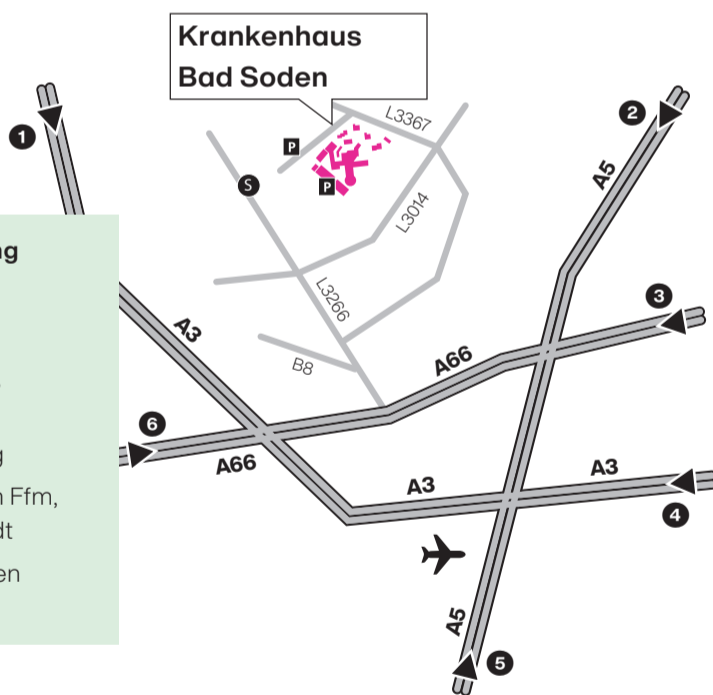 Krankenhaus
Bad Soden
1
2
L3367
P
A5
S
P
L3014
ng
3
L3266
A3
A66
B8
6
g
A66
A3
A3
n Ffm,
4
dt
en
A5
5